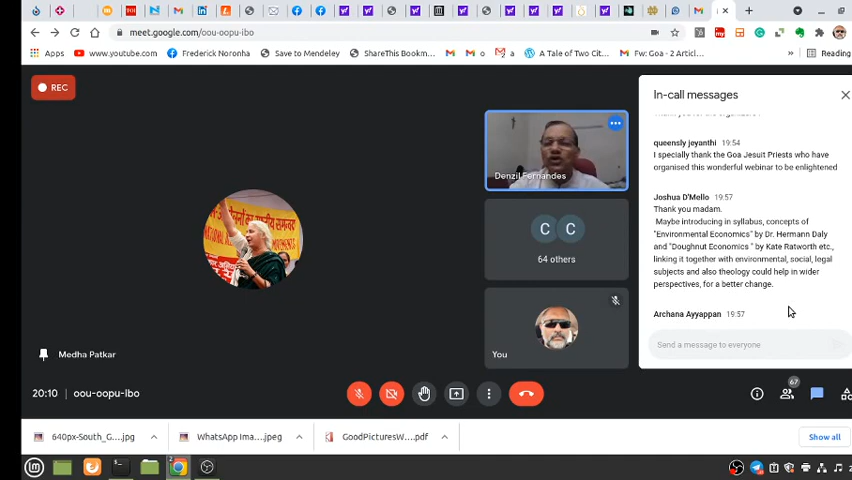 meet.google.com/oou-oopu-ibo
Apps
www.youtube.com
Frederick Noronha
Save to Mendeley
ShareThis Bookm...
o
A Tale of Two Cit...
Fw: Goa - 2 Articl...
»
Reading
REC
In-call messages
queensly jeyanthi 19:54
I specially thank the Goa Jesuit Priests who have
organised this wonderful webinar to be enlightened
Joshua D'Mello 19:57
Thank you madam.
Maybe introducing in syllabus, concepts of
"Environmental Economics" by Dr. Hermann Daly
and "Doughnut Economics " by Kate Ratworth etc.,
linking it together with environmental, social, legal
subjects and also theology could help in wider
perspectives, for a better change.
Archana Ayyappan 19:57
Send a message to everyone
Denzil Fernandes
C C
64 others
You
Medha Patkar
20:10 | oou-oopu-ibo
67
640px-South_G....jpg
WhatsApp Ima....jpeg
GoodPicturesW....pdf
Show all